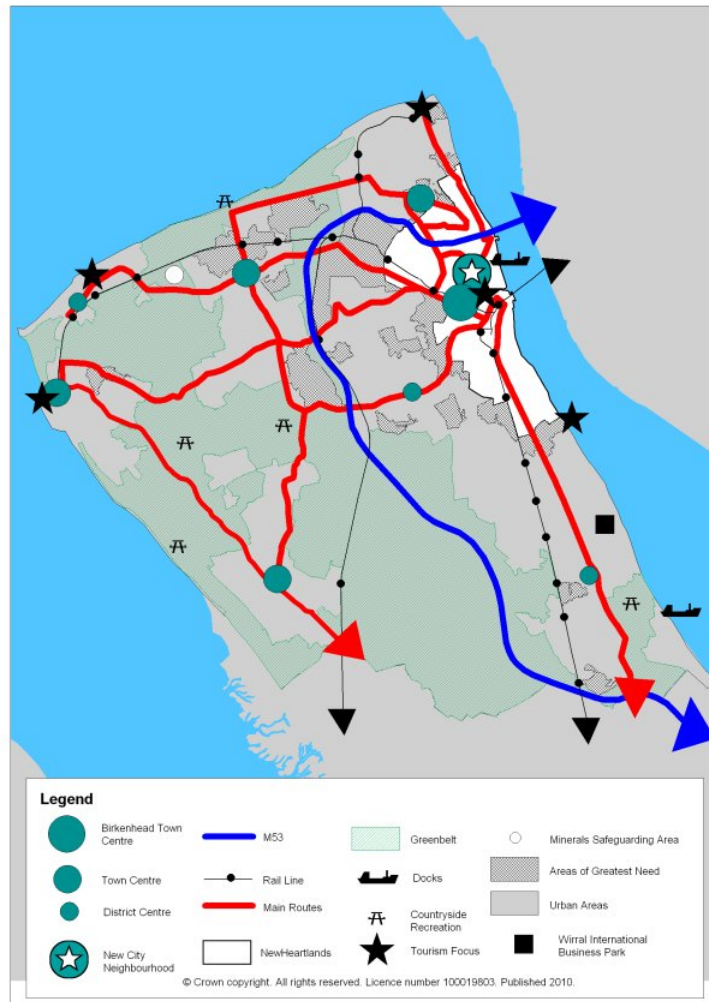 Legend
Birkenhead Town
Centre
M53
Greenbelt
Minerals Safeguarding Area
Town Centre
Rail Line
Docks
Areas of Greatest Need
District Centre
Main Routes
Countryside
Recreation
Urban Areas
New City
Neighbourhood
NewHeartlands
Tourism Focus
Wirral International
Business Park
© Crown copyright. All rights reserved. Licence number 100019803. Published 2010.